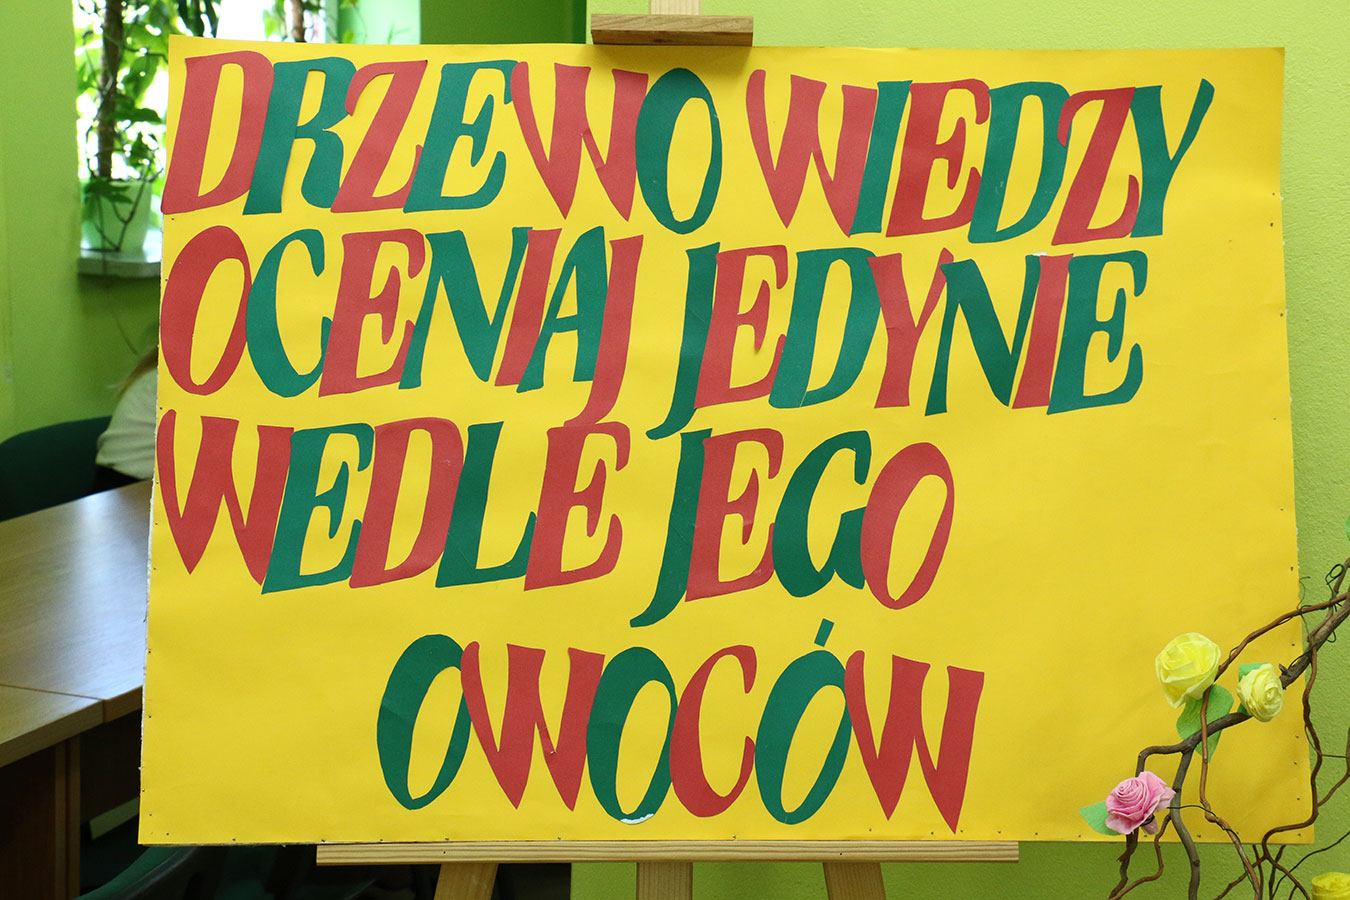 DRZEWO WIEDZY
OCENIAJ JEDYNIE
WEDLE JEGO
OWOCÓW